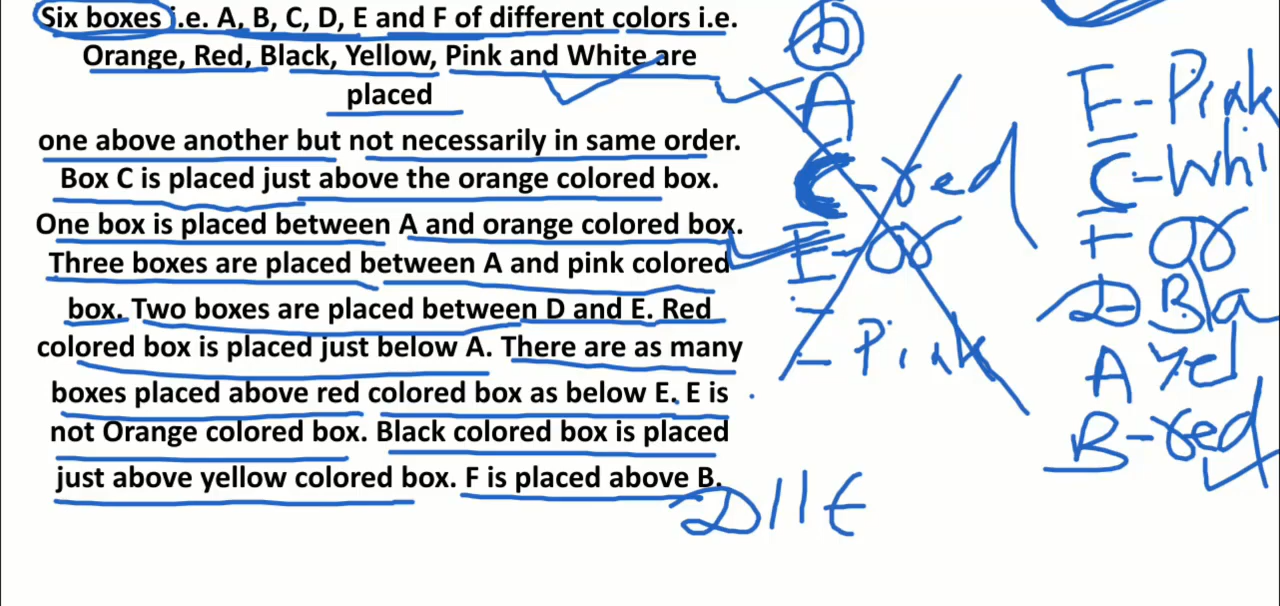 Six boxes i.e. A, B, C, D, E and F of different colors i.e.
Orange, Red, Black, Yellow, Pink and White are
placed
one above another but not necessarily in same order.
Box C is placed just above the orange colored box.
One box is placed between A and orange colored box.
Three boxes are placed between A and pink colored
box. Two boxes are placed between D and E. Red
colored box is placed just below A. There are as many
boxes placed above red colored box as below E. E is
not Orange colored box. Black colored box is placed
just above yellow colored box. F is placed above B.
D
A
C - red
or
- Pink
D | | E
E - Pink
C - Whi
F or
D Bla
A Yel
B - red